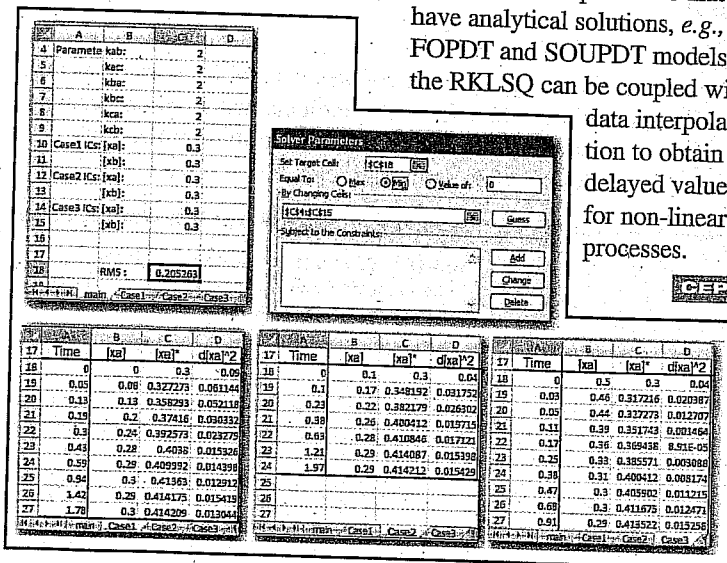 have analytical solutions, e.g.,
FOPDT and SOUPDT models
the RKLSQ can be coupled wi
data interpola
tion to obtain
delayed value
for non-linear
processes.
CEP
A B D
4 Paramete kab: 2
5 kac: 2
6 kba: 2
7 kbc: 2
8 kca: 2
9 kcb: 2
10 Case1 ICs: [xa]: 0.3
11 [xb]: 0.3
12 Case2 ICs: [xa]: 0.3
13 [xb]: 0.3
14 Case3 ICs: [xa]: 0.3
15 [xb]: 0.3
16
17
18 RMS: 0.205263
main Case1 Case2 Case3
Solver Parameters
Set Target Cell: $C$18
Equal To: Max Min Value of: 0
By Changing Cells:
$C$4:$C$15 Guess
Subject to the Constraints:
Add
Change
Delete
B C D
17 Time [xa] [xa]* d[xa]^2
18 0 0 0.3 0.09
19 0.05 0.08 0.327273 0.061144
20 0.13 0.13 0.358293 0.052118
21 0.19 0.2 0.37416 0.030332
22 0.3 0.24 0.392573 0.023279
23 0.43 0.28 0.4038 0.015326
24 0.59 0.29 0.409992 0.014398
25 0.94 0.3 0.41363 0.012912
26 1.42 0.29 0.414175 0.015419
27 1.78 0.3 0.414209 0.013044
main Case1 Case2 Case3
B C D
17 Time [xa] [xa]* d[xa]^2
18 0 0.1 0.3 0.04
19 0.1 0.17 0.348192 0.031752
20 0.23 0.22 0.382179 0.026302
21 0.38 0.26 0.400412 0.019715
22 0.63 0.28 0.410846 0.017121
23 1.21 0.29 0.414087 0.015398
24 1.97 0.29 0.414212 0.015429
25
26
27
main Case1 Case2 Case3
A B C D
17 Time [xa] [xa]* d[xa]^2
18 0 0.5 0.3 0.04
19 0.03 0.46 0.317216 0.020387
20 0.05 0.44 0.327273 0.012707
21 0.11 0.39 0.351743 0.001464
22 0.17 0.36 0.369438 8.91E-05
23 0.25 0.33 0.385571 0.003088
24 0.38 0.31 0.400412 0.008174
25 0.47 0.3 0.405902 0.011215
26 0.68 0.3 0.411675 0.012471
27 0.91 0.29 0.413522 0.015258
main Case1 Case2 Case3